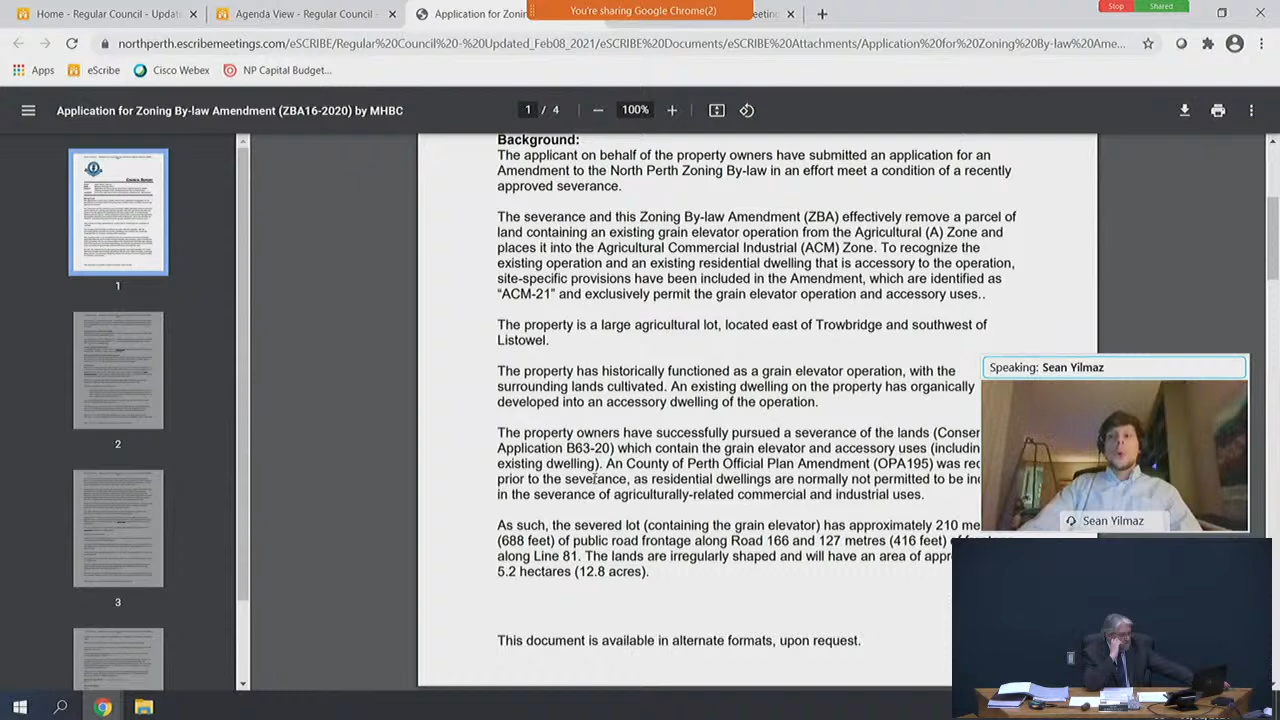 Regular Council - Updat
Agenda View - Regular Council -
Application for Zonin
You're sharing Google Chrome(2)
Stop
Shared
northperth.escribemeetings.com/eSCRIBE/Regular%20Council%20-%20Updated_Feb08_2021/eSCRIBE%20Documents/eSCRIBE%20Attachments/Application%20for%20Zoning%20By-law%20Ame...
Apps
eScribe
Cisco Webex
NP Capital Budget...
Application for Zoning By-law Amendment (ZBA16-2020) by MHBC
1 / 4
100%
Background:
The applicant on behalf of the property owners have submitted an application for an
Amendment to the North Perth Zoning By-law in an effort meet a condition of a recently
approved severance.
The severance and this Zoning By-law Amendment (ZBA) effectively remove a parcel of
land containing an existing grain elevator operation from the Agricultural (A) Zone and
places it into the Agricultural Commercial Industrial (ACM) Zone. To recognize the
existing operation and an existing residential dwelling that is accessory to the operation,
site-specific provisions have been included in the Amendment, which are identified as
“ACM-21” and exclusively permit the grain elevator operation and accessory uses..
The property is a large agricultural lot, located east of Trowbridge and southwest of
Listowel.
The property has historically functioned as a grain elevator operation, with the
surrounding lands cultivated. An existing dwelling on the property has organically
developed into an accessory dwelling of the operation.
The property owners have successfully pursued a severance of the lands (Conser
Application B63-20) which contain the grain elevator and accessory uses (includin
existing dwelling). An County of Perth Official Plan Amendment (OPA195) was rec
prior to the severance, as residential dwellings are normally not permitted to be inc
in the severance of agriculturally-related commercial and industrial uses.
As such, the severed lot (containing the grain elevator) has approximately 210 me
(688 feet) of public road frontage along Road 166 and 127 metres (416 feet) o
along Line 81. The lands are irregularly shaped and will have an area of appr
5.2 hectares (12.8 acres).
This document is available in alternate formats, upon request.
1
2
3
Speaking: Sean Yilmaz
Sean Yilmaz